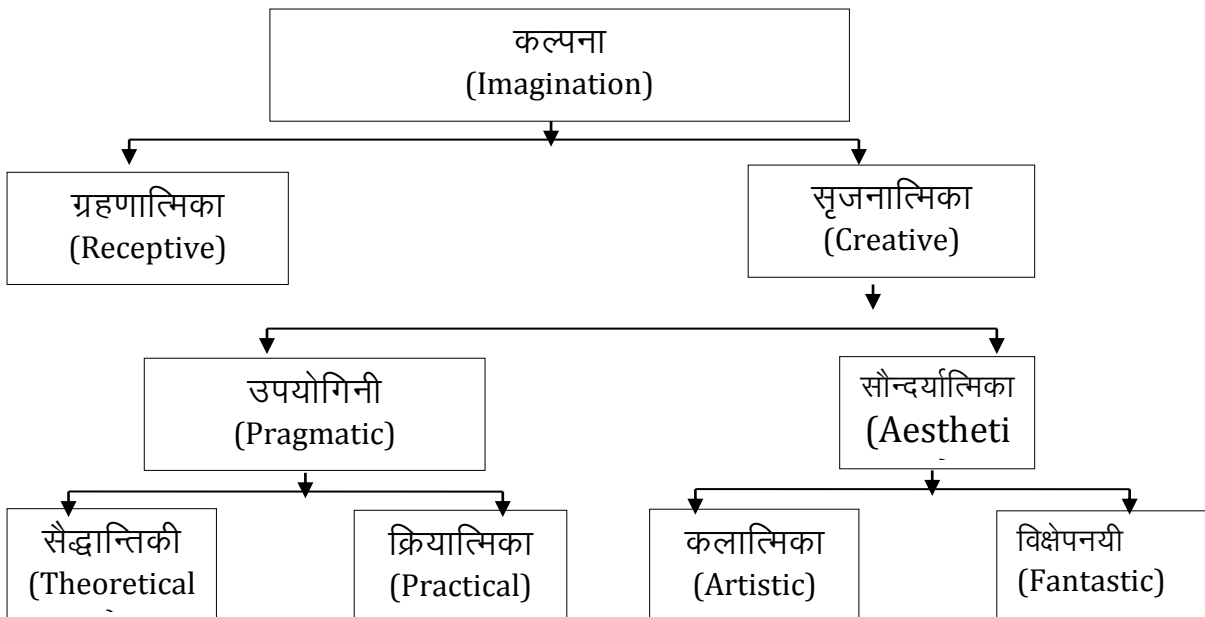 कल्पना
(Imagination)
ग्रहणात्मिका
(Receptive)
सृजनात्मिका
(Creative)
उपयोगिनी
(Pragmatic)
सौन्दर्यात्मिका
(Aestheti
सैद्धान्तिकी
(Theoretical
क्रियात्मिका
(Practical)
कलात्मिका
(Artistic)
विक्षेपनयी
(Fantastic)